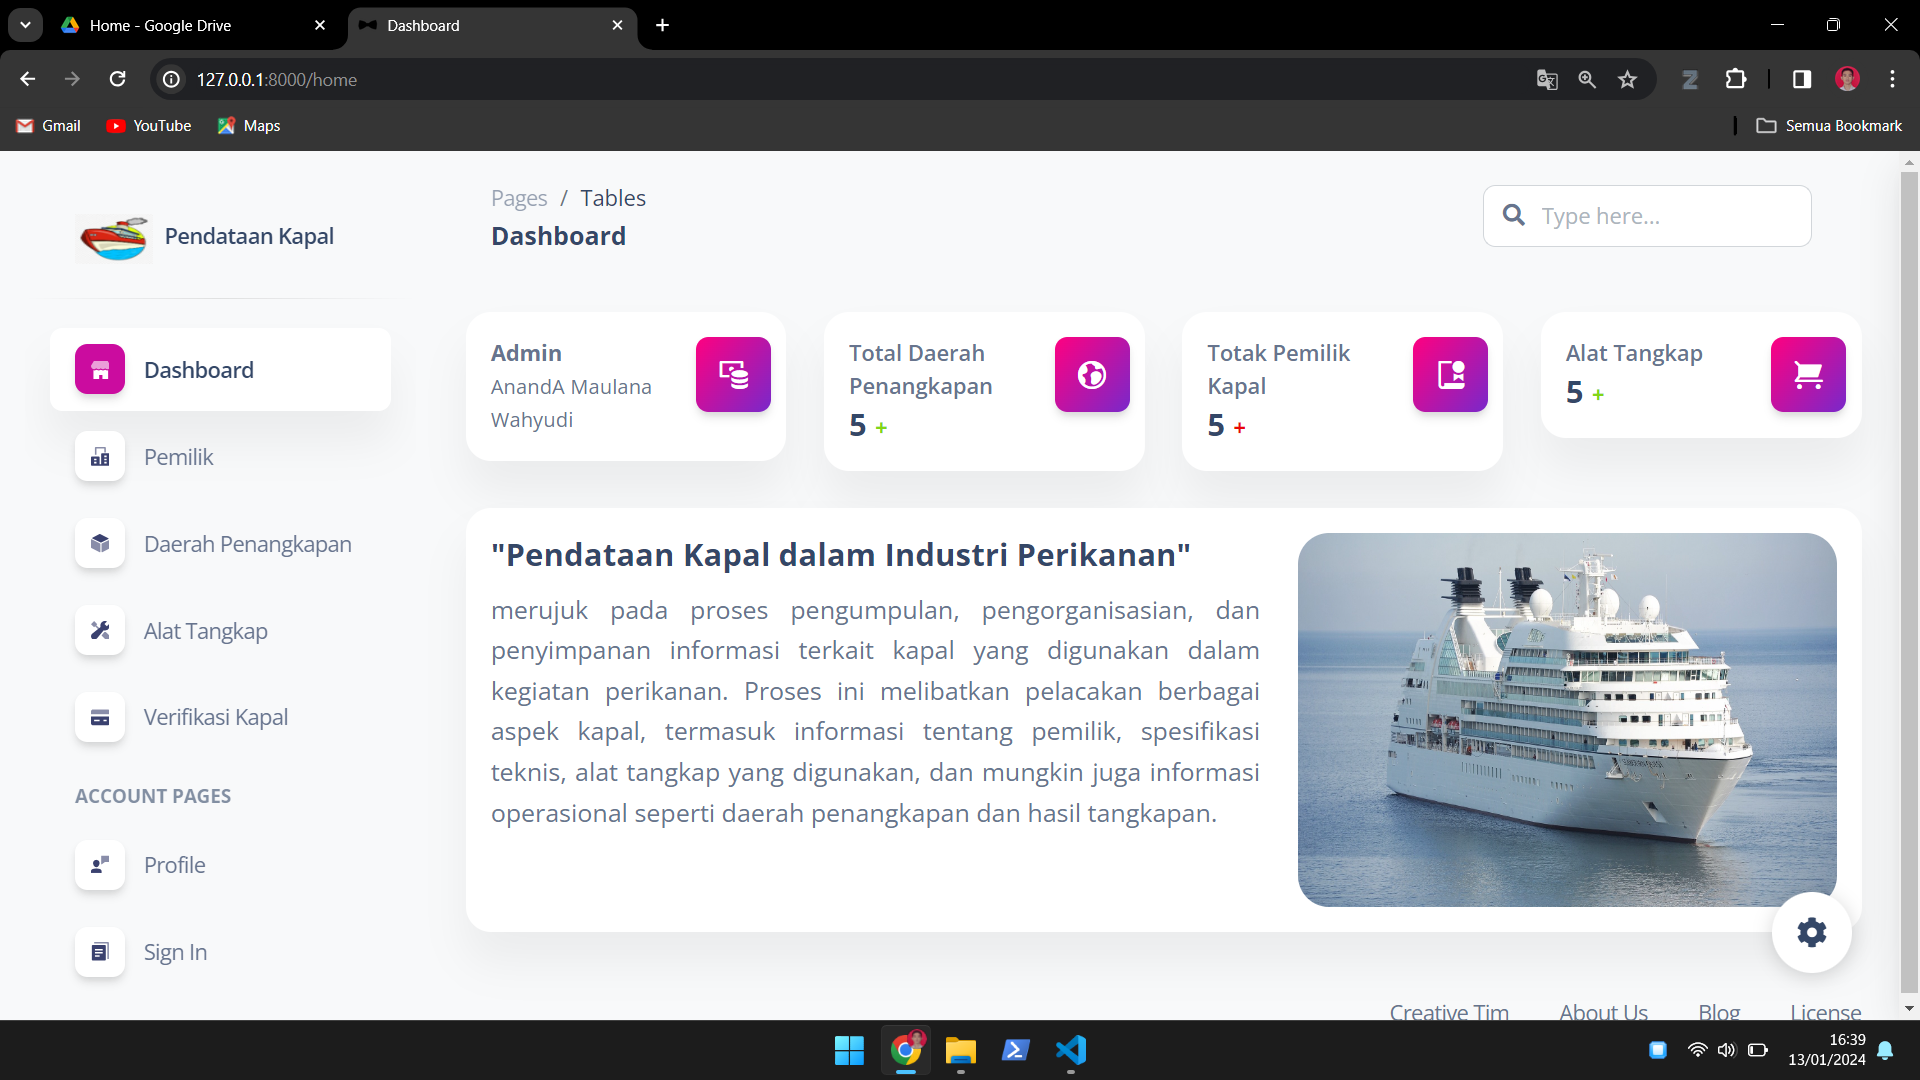 Home - Google Drive
Dashboard
127.0.0.1:8000/home
Gmail
YouTube
Maps
Semua Bookmark
Pendataan Kapal
Pages / Tables
Dashboard
Type here...
Dashboard
Pemilik
Daerah Penangkapan
Alat Tangkap
Verifikasi Kapal
ACCOUNT PAGES
Profile
Sign In
Admin
AnandA Maulana
Wahyudi
Total Daerah
Penangkapan
5 +
Totak Pemilik
Kapal
5 +
Alat Tangkap
5 +
"Pendataan Kapal dalam Industri Perikanan"
merujuk pada proses pengumpulan, pengorganisasian, dan
penyimpanan informasi terkait kapal yang digunakan dalam
kegiatan perikanan. Proses ini melibatkan pelacakan berbagai
aspek kapal, termasuk informasi tentang pemilik, spesifikasi
teknis, alat tangkap yang digunakan, dan mungkin juga informasi
operasional seperti daerah penangkapan dan hasil tangkapan.
Creative Tim
About Us
Blog
License
16:39
13/01/2024